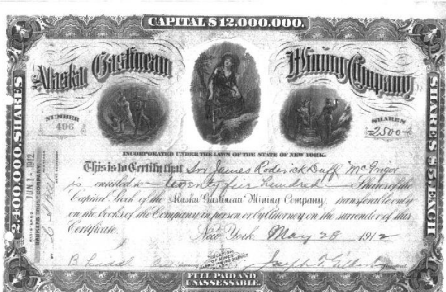 CAPITAL $12,000,000.
Alaska Gastineau Mining Company
NUMBER
496
SHARES
2500
2400,000.SHARES
SHARES $5 EACH
INCORPORATED UNDER THE LAWS OF THE STATE OF NEW YORK.
This is to Certify that Sir James Roderick Duff McGrigor
is entitled to Twenty five hundred Shares of the
Capital Stock of the Alaska Gastineau Mining Company, transferable only
on the books of the Company in person or by Attorney on the surrender of this
Certificate.
New York May 28 1912
FULL PAID AND
UNASSESSABLE.